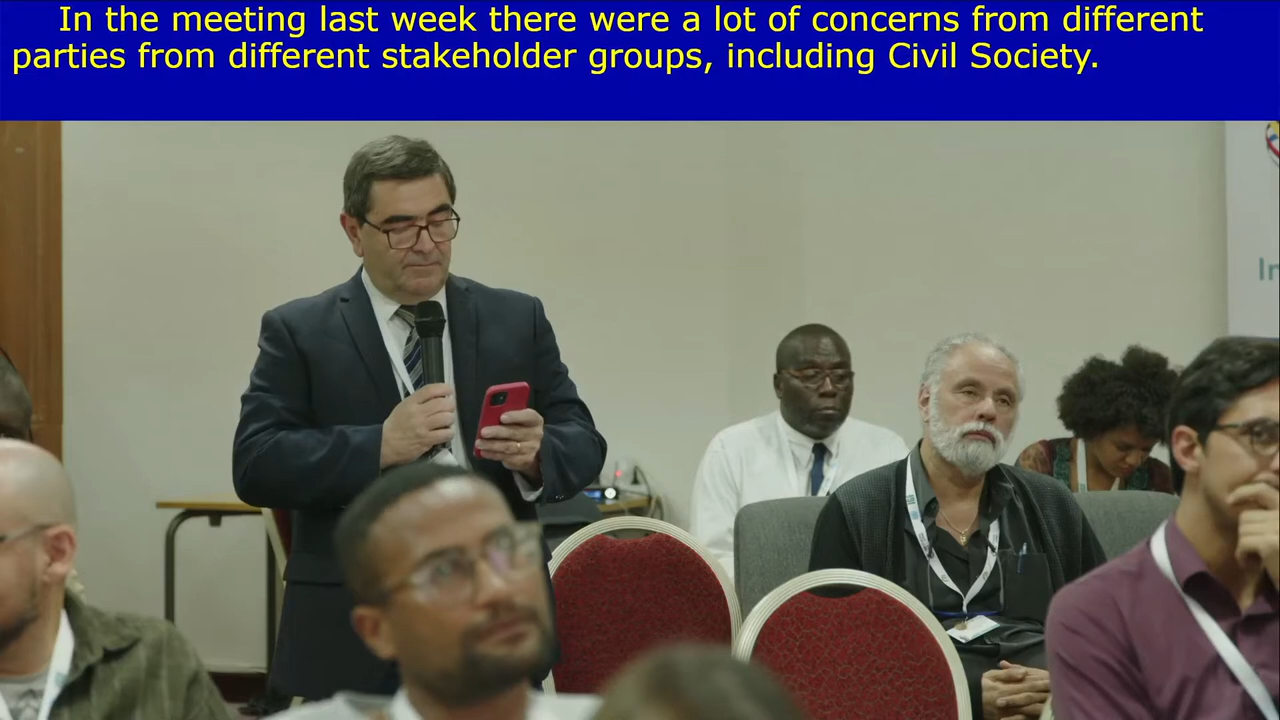 In the meeting last week there were a lot of concerns from different
parties from different stakeholder groups, including Civil Society.